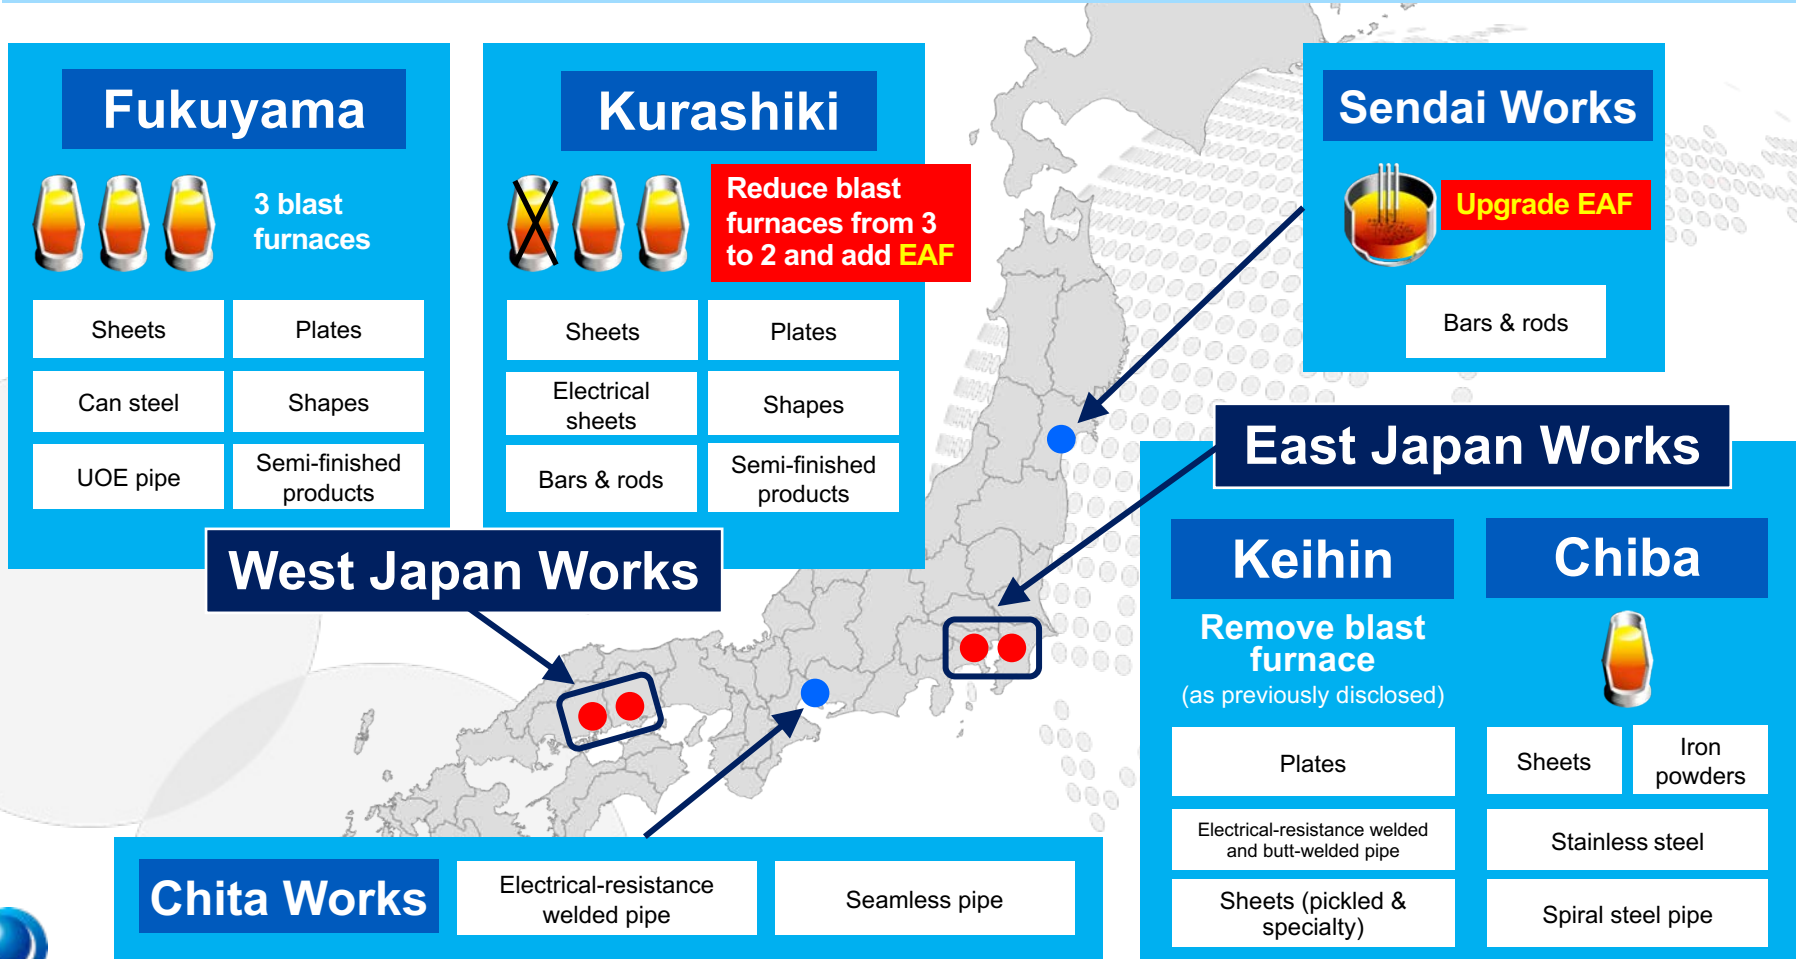 Fukuyama
3 blast
furnaces
Sheets
Plates
Can steel
Shapes
UOE pipe
Semi-finished
products
Kurashiki
Reduce blast
furnaces from 3
to 2 and add EAF
Sheets
Plates
Electrical
sheets
Shapes
Bars & rods
Semi-finished
products
West Japan Works
Sendai Works
Upgrade EAF
Bars & rods
East Japan Works
Keihin
Remove blast
furnace
(as previously disclosed)
Plates
Electrical-resistance welded
and butt-welded pipe
Sheets (pickled &
specialty)
Chiba
Sheets
Iron
powders
Stainless steel
Spiral steel pipe
Chita Works
Electrical-resistance
welded pipe
Seamless pipe